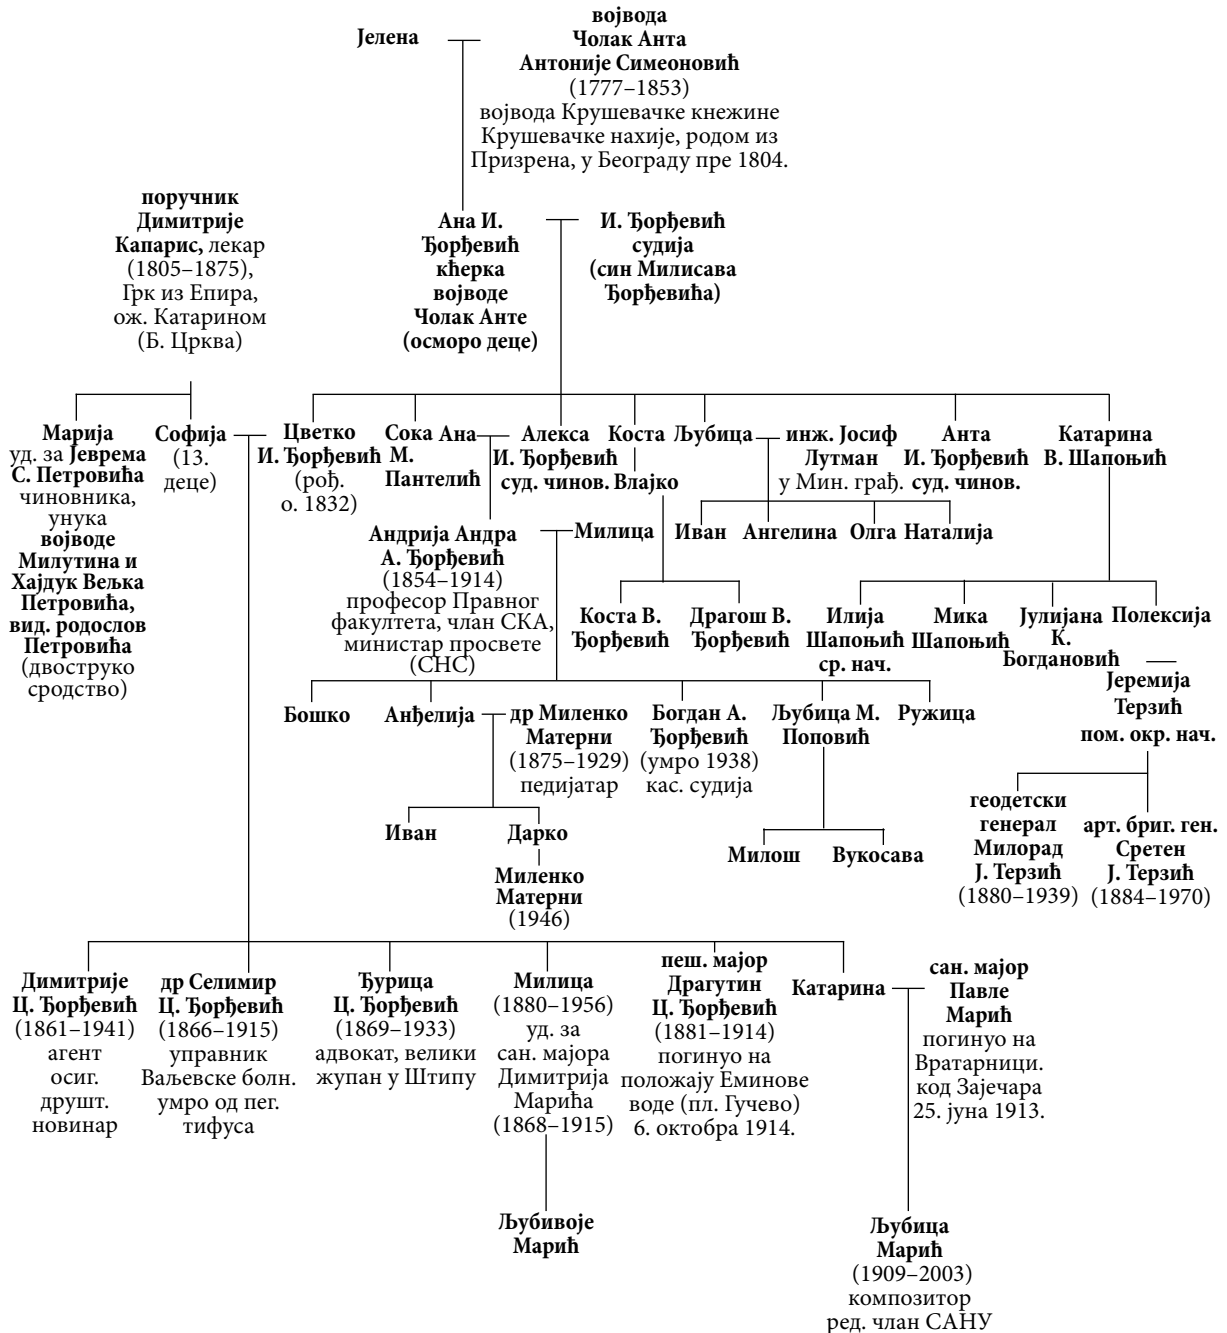 Јелена
војвода
Чолак Анта
Антоније Симеоновић
(1777–1853)
војвода Крушевачке кнежине
Крушевачке нахије, родом из
Призрена, у Београду пре 1804.
поручник
Димитрије
Капарис, лекар
(1805–1875),
Грк из Епира,
ож. Катарином
(Б. Црква)
Ана И.
Ђорђевић
кћерка
војводе
Чолак Анте
(осморо деце)
И. Ђорђевић
судија
(син Милисава
Ђорђевића)
Марија
уд. за Јеврема
С. Петровића
чиновника,
унука
војводе
Милутина и
Хајдук Вељка
Петровића,
вид. родослов
Петровића
(двоструко
сродство)
Софија
(13.
деце)
Цветко
И. Ђорђевић
(рођ.
о. 1832)
Сока
М.
Пантелић
Ана
Алекса
И. Ђорђевић
суд. чинов.
Коста
Влајко
Љубица
инж. Јосиф
Лутман
у Мин. грађ.
Анта
И. Ђорђевић
суд. чинов.
Катарина
В. Шапоњић
Андрија Андра
А. Ђорђевић
(1854–1914)
професор Правног
факултета, члан СКА,
министар просвете
(СНС)
Милица
Иван
Ангелина
Олга
Наталија
Коста В.
Ђорђевић
Драгош В.
Ђорђевић
Илија
Шапоњић
ср. нач.
Мика
Шапоњић
Јулијана
К.
Богдановић
Полексија
Јеремија
Терзић
пом. окр. нач.
Бошко
Анђелија
др Миленко
Матерни
(1875–1929)
педијатар
Богдан А.
Ђорђевић
(умро 1938)
кас. судија
Љубица М.
Поповић
Ружица
Иван
Дарко
Миленко
Матерни
(1946)
Милош
Вукосава
геодетски
генерал
Милорад
Ј. Терзић
(1880–1939)
арт. бриг. ген.
Сретен
Ј. Терзић
(1884–1970)
Димитрије
Ц. Ђорђевић
(1861–1941)
агент
осиг.
друшт.
новинар
др Селимир
Ц. Ђорђевић
(1866–1915)
управник
Ваљевске болн.
умро од пег.
тифуса
Ђурица
Ц. Ђорђевић
(1869–1933)
адвокат, велики
жупан у Штипу
Милица
(1880–1956)
уд. за
сан. мајора
Димитрија
Марића
(1868–1915)
пеш. мајор
Драгутин
Ц. Ђорђевић
(1881–1914)
погинуо на
положају Еминове
воде (пл. Гучево)
6. октобра 1914.
Катарина
сан. мајор
Павле
Марић
погинуо на
Вратарници.
код Зајечара
25. јуна 1913.
Љубивоје
Марић
Љубица
Марић
(1909–2003)
композитор
ред. члан САНУ